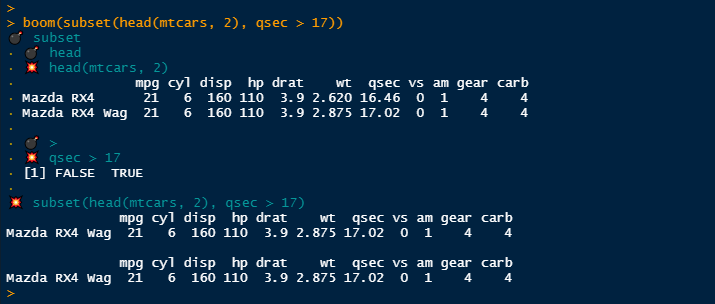 >
> boom(subset(head(mtcars, 2), qsec > 17))
💣 subset
· 💣 head
· 💥 head(mtcars, 2)
·               mpg cyl disp  hp drat    wt  qsec vs am gear carb
· Mazda RX4      21   6  160 110  3.9 2.620 16.46  0  1    4    4
· Mazda RX4 Wag  21   6  160 110  3.9 2.875 17.02  0  1    4    4
·
· 💣 >
· 💥 qsec > 17
· [1] FALSE  TRUE
·
💥 subset(head(mtcars, 2), qsec > 17)
              mpg cyl disp  hp drat    wt  qsec vs am gear carb
Mazda RX4 Wag  21   6  160 110  3.9 2.875 17.02  0  1    4    4

              mpg cyl disp  hp drat    wt  qsec vs am gear carb
Mazda RX4 Wag  21   6  160 110  3.9 2.875 17.02  0  1    4    4
>